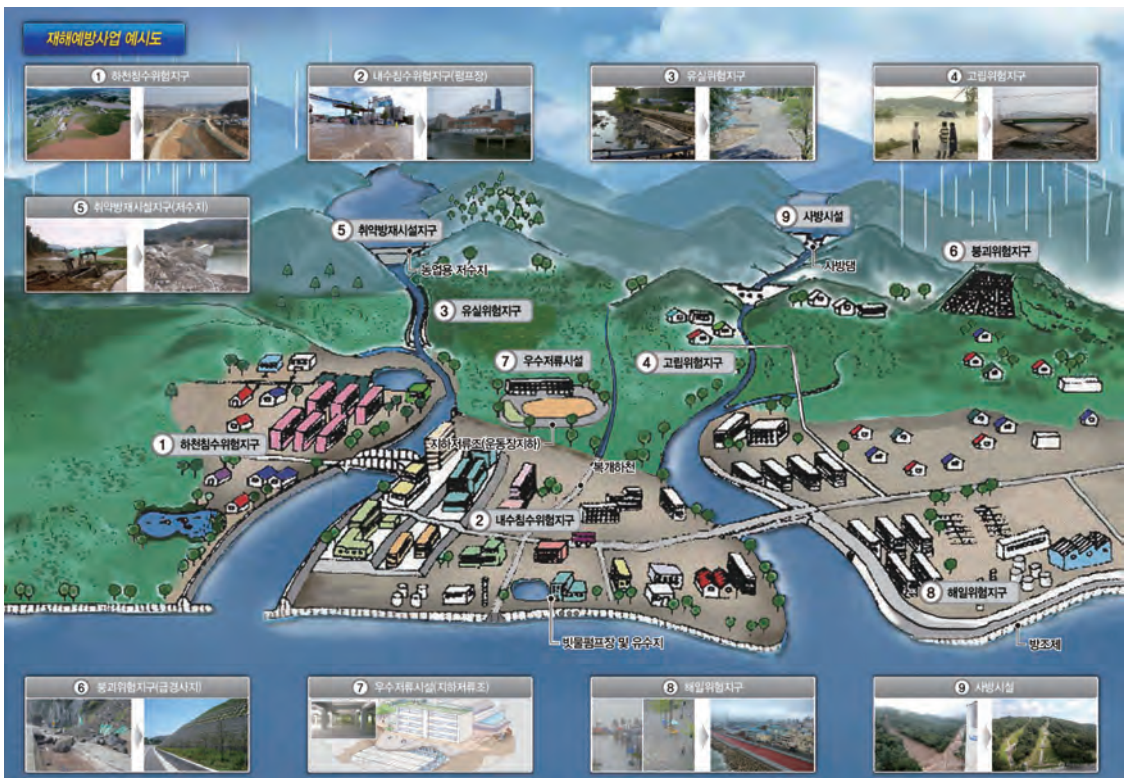 재해예방사업 예시도
① 하천침수위험지구
② 내수침수위험지구(펌프장)
③ 유실위험지구
④ 고립위험지구
⑤ 취약방재시설지구(저수지)
⑤ 취약방재시설지구
농업용 저수지
⑨ 사방시설
사방댐
⑥ 붕괴위험지구
③ 유실위험지구
⑦ 우수저류시설
④ 고립위험지구
① 하천침수위험지구
지하저류조(운동장지하)
복개하천
② 내수침수위험지구
⑧ 해일위험지구
빗물펌프장 및 유수지
방조제
⑥ 붕괴위험지구(급경사지)
⑦ 우수저류시설(지하저류조)
⑧ 해일위험지구
⑨ 사방시설